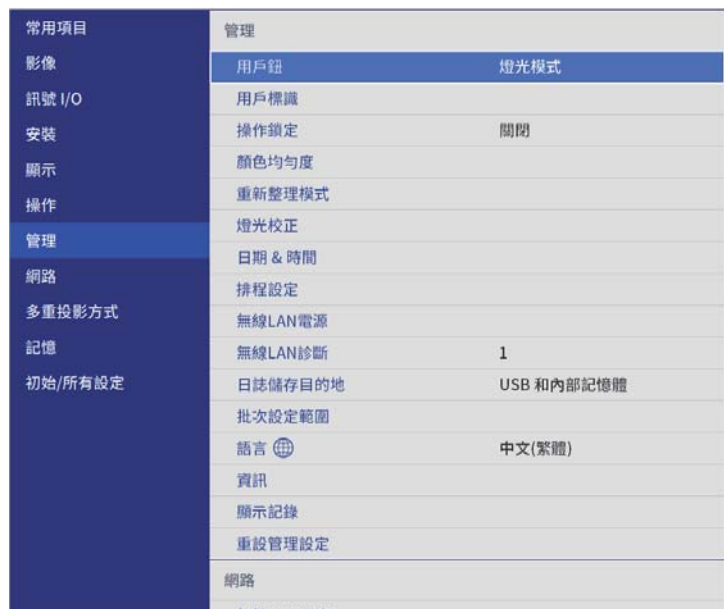 常用項目
影像
訊號 I/O
安裝
顯示
操作
管理
網路
多重投影方式
記憶
初始/所有設定
管理
用戶鈕 燈光模式
用戶標識
操作鎖定 關閉
顏色均勻度
重新整理模式
燈光校正
日期 & 時間
排程設定
無線LAN電源
無線LAN診斷 1
日誌儲存目的地 USB 和內部記憶體
批次設定範圍
語言 中文(繁體)
資訊
顯示記錄
重設管理設定
網路